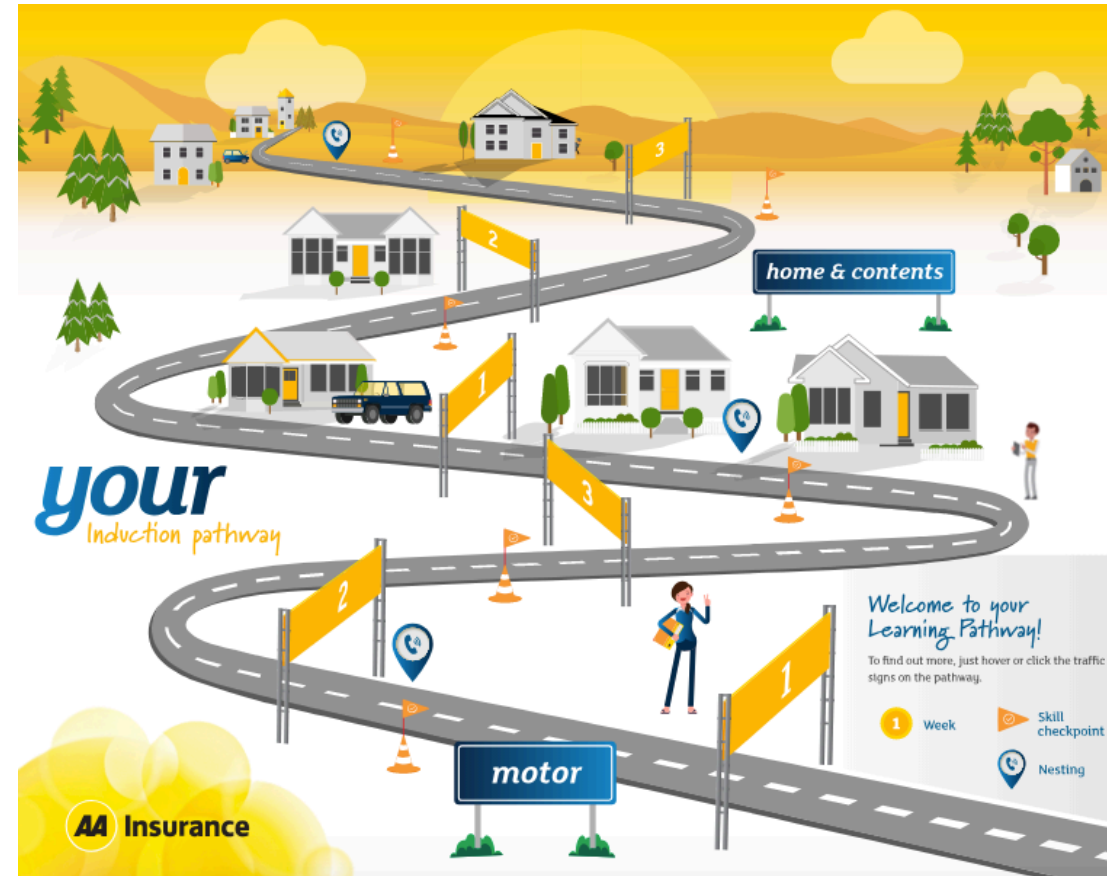 3
2
home & contents
1
your
Induction pathway
3
2
Welcome to your
Learning Pathway!
To find out more, just hover or click the traffic
signs on the pathway.
1
1 Week
Skill
checkpoint
Nesting
motor
AA Insurance